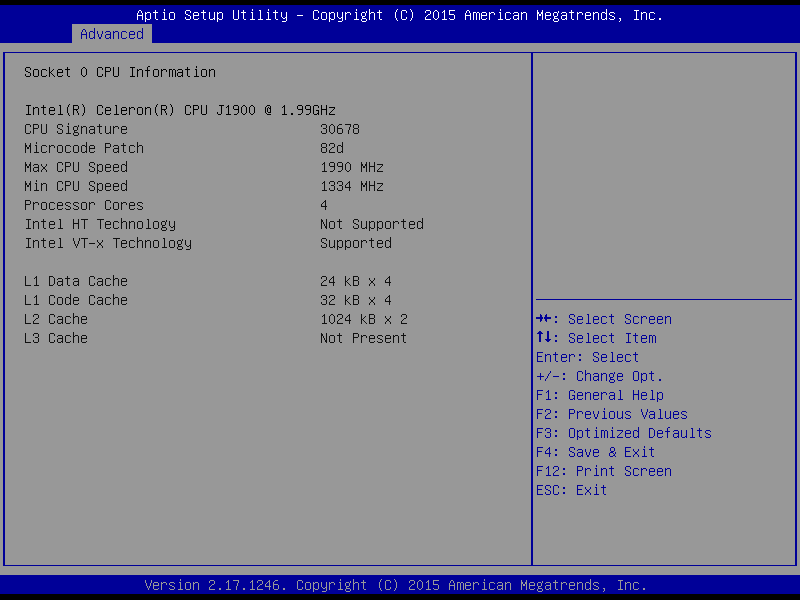 Aptio Setup Utility – Copyright (C) 2015 American Megatrends, Inc.
Advanced
Socket 0 CPU Information
Intel(R) Celeron(R) CPU J1900 @ 1.99GHz
CPU Signature 30678
Microcode Patch 82d
Max CPU Speed 1990 MHz
Min CPU Speed 1334 MHz
Processor Cores 4
Intel HT Technology Not Supported
Intel VT-x Technology Supported
L1 Data Cache 24 kB x 4
L1 Code Cache 32 kB x 4
L2 Cache 1024 kB x 2
L3 Cache Not Present
→←: Select Screen
↑↓: Select Item
Enter: Select
+/-: Change Opt.
F1: General Help
F2: Previous Values
F3: Optimized Defaults
F4: Save & Exit
F12: Print Screen
ESC: Exit
Version 2.17.1246. Copyright (C) 2015 American Megatrends, Inc.